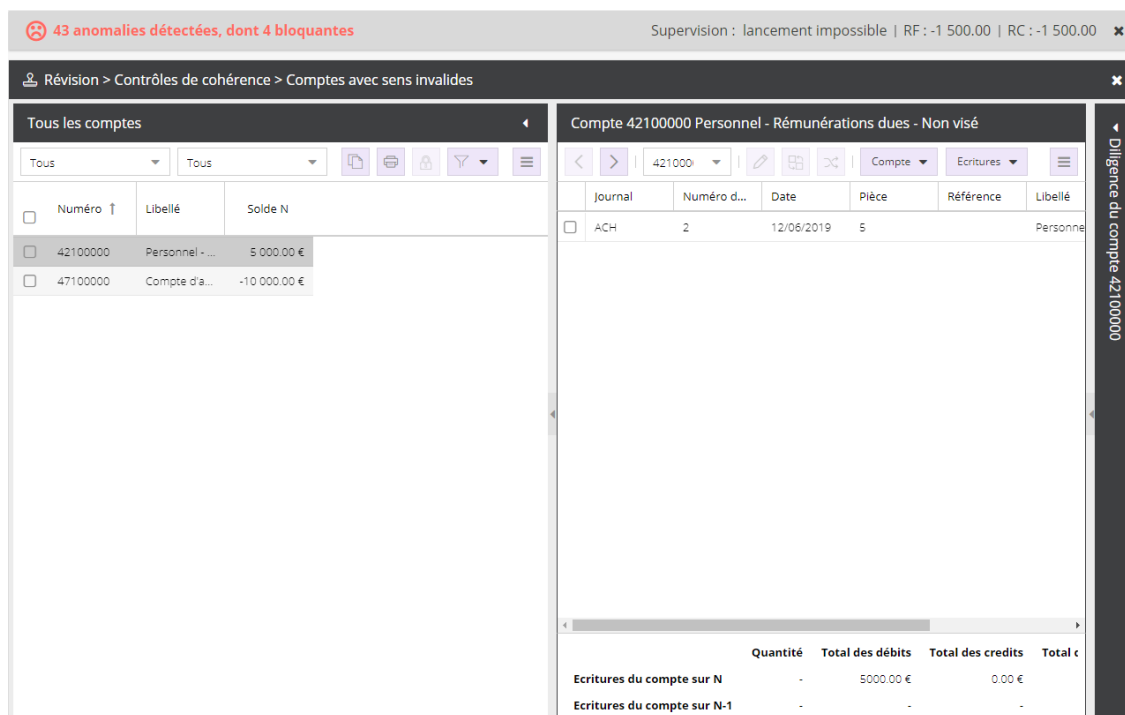 43 anomalies détectées, dont 4 bloquantes
Supervision : lancement impossible | RF : -1 500.00 | RC : -1 500.00
Révision > Contrôles de cohérence > Comptes avec sens invalides
Tous les comptes
Tous Tous
Numéro Libellé Solde N
42100000 Personnel - ... 5 000.00 €
47100000 Compte d'a... -10 000.00 €
Compte 42100000 Personnel - Rémunérations dues - Non visé
Compte Ecritures
Journal Numéro d... Date Pièce Référence Libellé
ACH 2 12/06/2019 5 Personne
Quantité Total des débits Total des credits Total
Ecritures du compte sur N - 5000.00 € 0.00 €
Ecritures du compte sur N-1 - - -
Diligence du compte 42100000